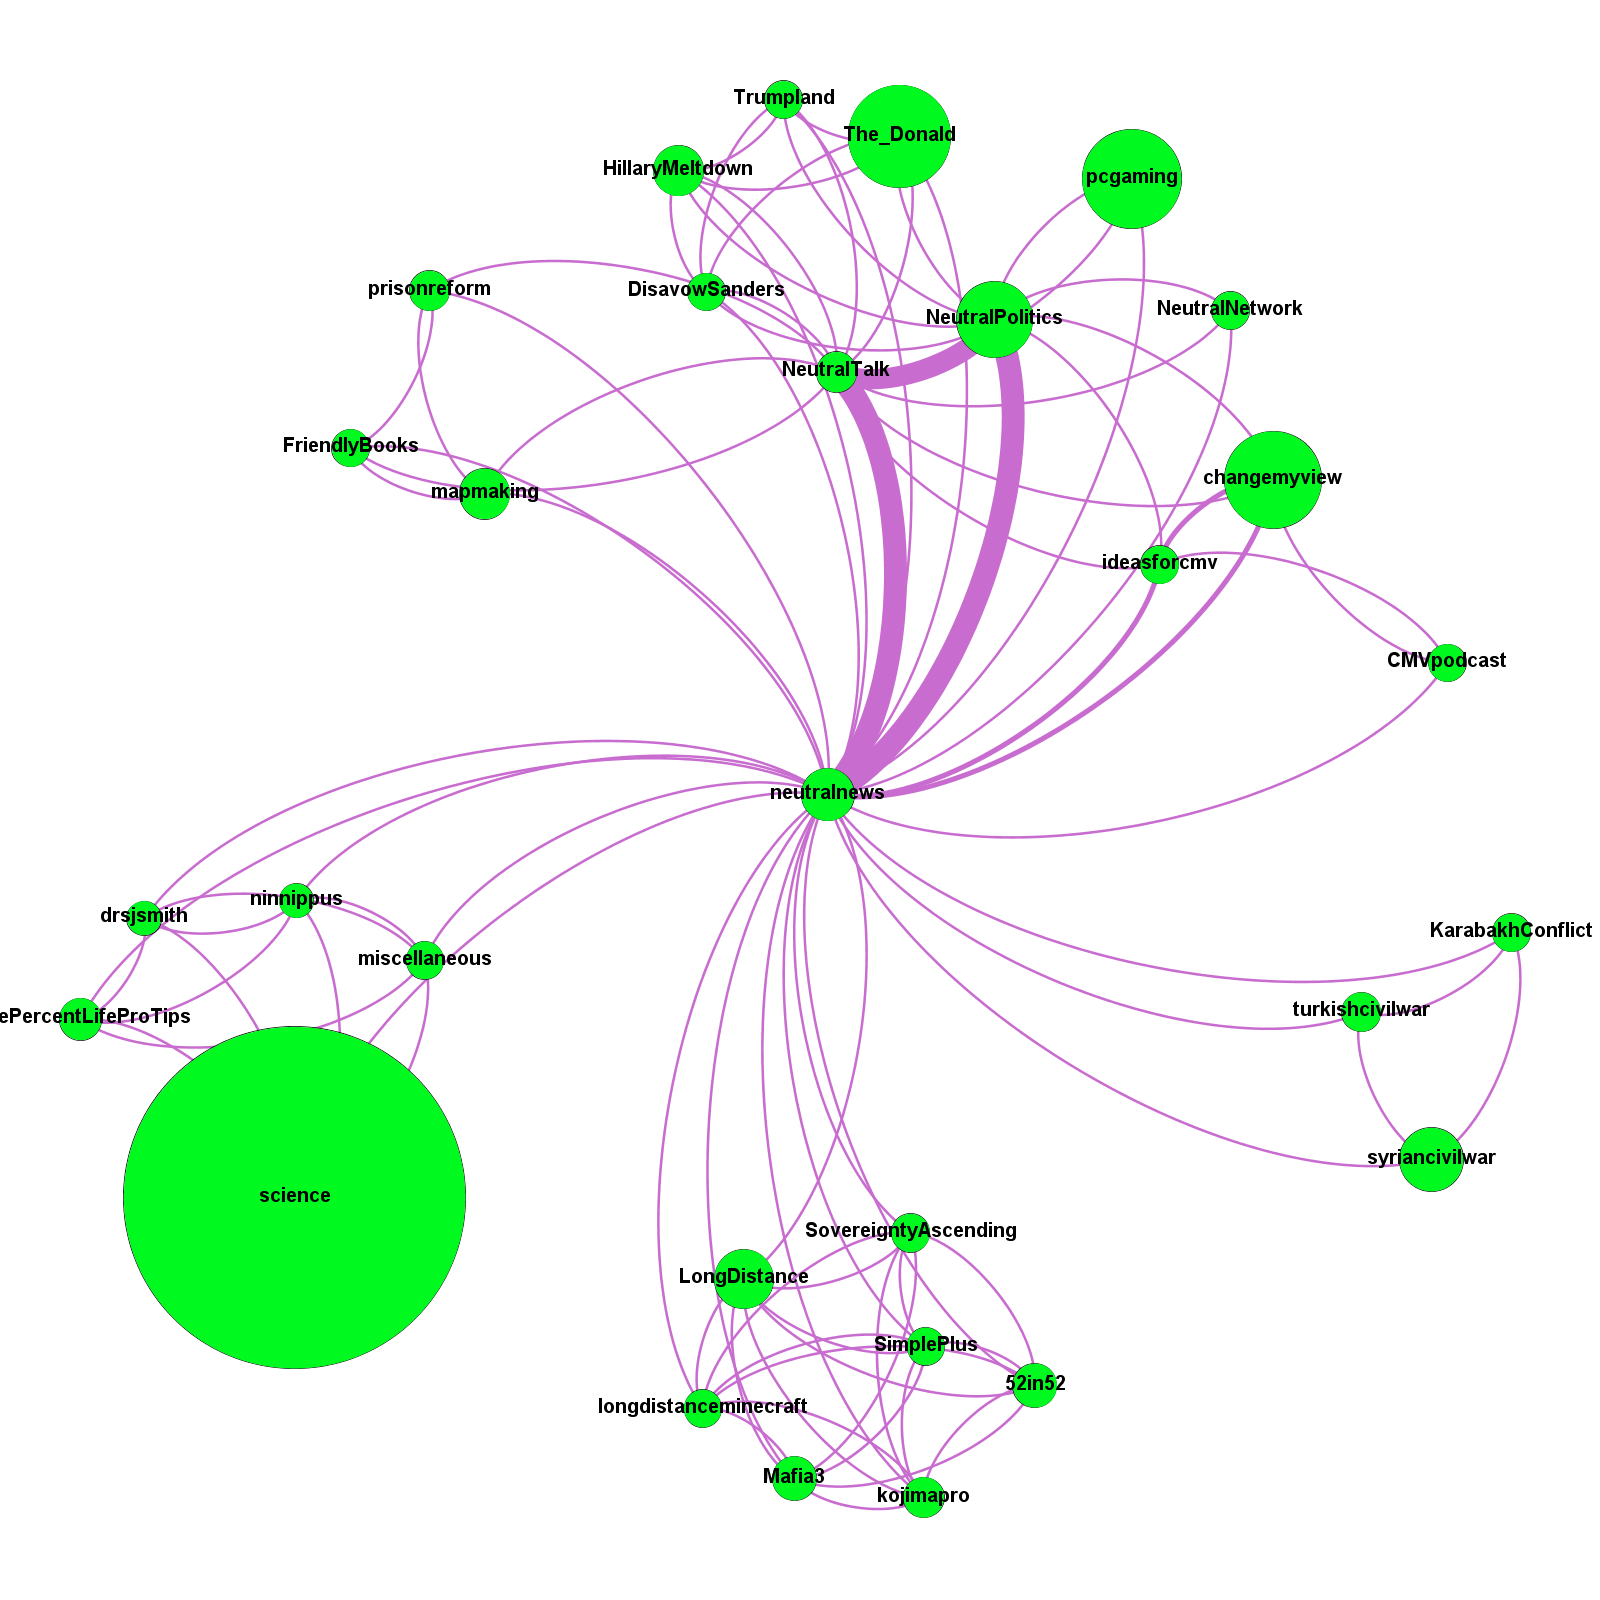 Trumpland
The_Donald
HillaryMeltdown
pcgaming
prisonreform
DisavowSanders
NeutralPolitics
NeutralNetwork
NeutralTalk
FriendlyBooks
mapmaking
changemyview
ideasforcmv
CMVpodcast
neutralnews
drsjsmith
ninnippus
miscellaneous
KarabakhConflict
turkishcivilwar
ePercentLifeProTips
syriancivilwar
science
SovereigntyAscending
LongDistance
SimplePlus
52in52
longdistanceminecraft
Mafia3
kojimapro